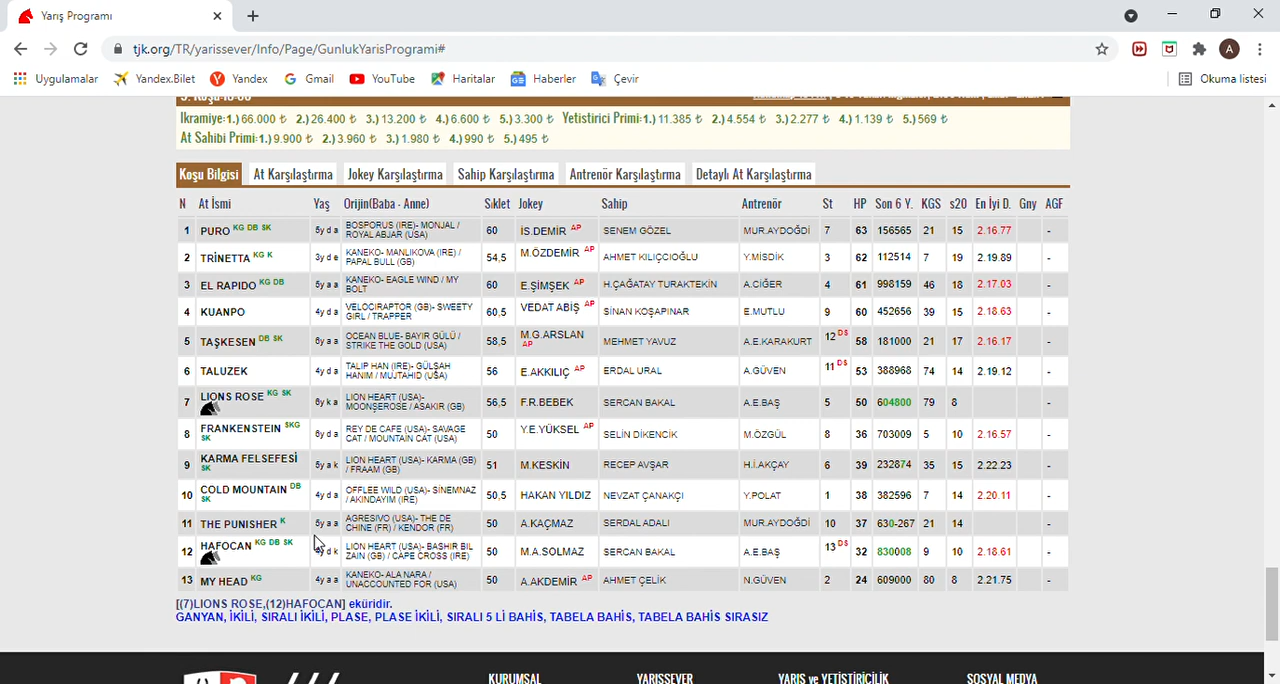 Yarış Programı
tjk.org/TR/yarissever/Info/Page/GunlukYarisProgrami#
A
Uygulamalar Yandex.Bilet Yandex Gmail YouTube Haritalar Haberler Çevir Okuma listesi
İkramiye:1.) 66.000 ₺ 2.) 26.400 ₺ 3.) 13.200 ₺ 4.) 6.600 ₺ 5.) 3.300 ₺ Yetistirici Primi:1.) 11.385 ₺ 2.) 4.554 ₺ 3.) 2.277 ₺ 4.) 1.139 ₺ 5.) 569 ₺
At Sahibi Primi:1.) 9.900 ₺ 2.) 3.960 ₺ 3.) 1.980 ₺ 4.) 990 ₺ 5.) 495 ₺
Koşu Bilgisi At Karşılaştırma Jokey Karşılaştırma Sahip Karşılaştırma Antrenör Karşılaştırma Detaylı At Karşılaştırma
N At İsmi Yaş Orijin(Baba - Anne) Sıklet Jokey Sahip Antrenör St HP Son 6 Y. KGS s20 En İyi D. Gny AGF
1 PURO KG DB SK 5y d a BOSPORUS (IRE)- MONJAL / ROYAL ABJAR (USA) 60 İS.DEMİR AP SENEM GÖZEL MUR.AYDOĞDİ 7 63 156565 21 15 2.16.77 -
2 TRİNETTA KG K 3y d e KANEKO- MANLIKOVA (IRE) / PAPAL BULL (GB) 54,5 M.ÖZDEMİR AP AHMET KILIÇCIOĞLU Y.MİSDİK 3 62 112514 7 19 2.19.89 -
3 EL RAPIDO KG DB 5y a a KANEKO- EAGLE WIND / MY BOLT 60 E.ŞİMŞEK AP H.ÇAĞATAY TURAKTEKİN A.CİĞER 4 61 998159 46 18 2.17.03 -
4 KUANPO 4y d a VELOCIRAPTOR (GB)- SWEETY GIRL / TRAPPER 60,5 VEDAT ABİŞ AP SİNAN KOŞAPINAR E.MUTLU 9 60 452656 39 15 2.18.63 -
5 TAŞKESEN DB SK 6y a a OCEAN BLUE- BAYIR GÜLÜ / STRIKE THE GOLD (USA) 58,5 M.G.ARSLAN AP MEHMET YAVUZ A.E.KARAKURT 12 DS 58 181000 21 17 2.16.17 -
6 TALUZEK 4y d a TALIP HAN (IRE)- GÜLŞAH HANIM / MUJTAHID (USA) 56 E.AKKILIÇ AP ERDAL URAL A.GÜVEN 11 DS 53 388968 74 14 2.19.12 -
7 LIONS ROSE KG SK 6y k a LION HEART (USA)- MOONŞEROSE / ASAKIR (GB) 56,5 F.R.BEBEK SERCAN BAKAL A.E.BAŞ 5 50 604800 79 8 -
8 FRANKENSTEIN SKG SK 6y d a REY DE CAFE (USA)- SAVAGE CAT / MOUNTAIN CAT (USA) 50 Y.E.YÜKSEL AP SELİN DİKENCİK M.ÖZGÜL 8 36 703009 5 10 2.16.57 -
9 KARMA FELSEFESİ SK 5y a k LION HEART (USA)- KARMA (GB) / FRAAM (GB) 51 M.KESKİN RECEP AVŞAR H.İ.AKÇAY 6 39 232874 35 15 2.22.23 -
10 COLD MOUNTAIN DB SK 4y d a OFFLEE WILD (USA)- SİNEMNAZ / AKINDAYIM (IRE) 50,5 HAKAN YILDIZ NEVZAT ÇANAKÇI Y.POLAT 1 38 382596 7 14 2.20.11 -
11 THE PUNISHER K 5y a a AGRESIVO (USA)- THE DE CHINE (FR) / KENDOR (FR) 50 A.KAÇMAZ SERDAL ADALI MUR.AYDOĞDİ 10 37 630-267 21 14 -
12 HAFOCAN KG DB SK d k LION HEART (USA)- BASHIR BIL ZAIN (GB) / CAPE CROSS (IRE) 50 M.A.SOLMAZ SERCAN BAKAL A.E.BAŞ 13 DS 32 830008 9 10 2.18.61 -
13 MY HEAD KG 4y a a KANEKO- ALA NARA / UNACCOUNTED FOR (USA) 50 A.AKDEMİR AP AHMET ÇELİK N.GÜVEN 2 24 609000 80 8 2.21.75 -
[(7)LIONS ROSE,(12)HAFOCAN] eküridir.
GANYAN, İKİLİ, SIRALI İKİLİ, PLASE, PLASE İKİLİ, SIRALI 5 Lİ BAHİS, TABELA BAHİS, TABELA BAHİS SIRASIZ
KURUMSAL YARIŞSEVER YARIŞ ve YETİŞTİRİCİLİK SOSYAL MEDYA